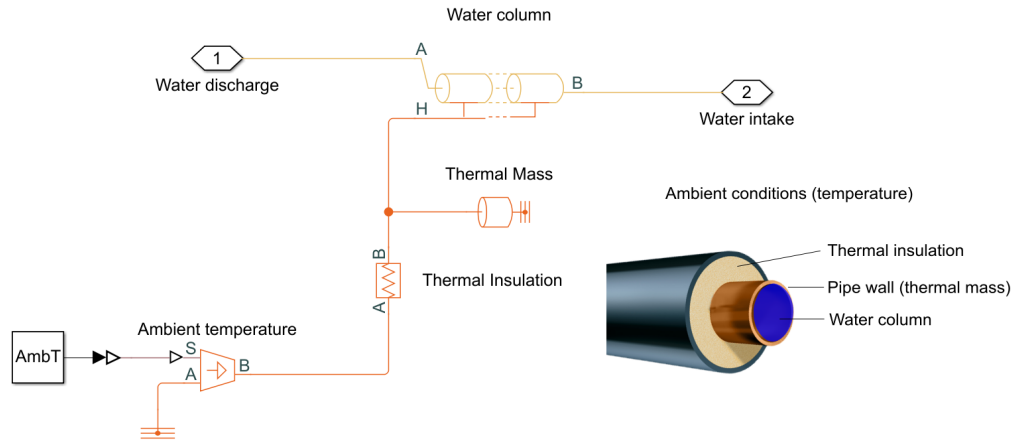 Water column
1
A
Water discharge
B
2
H
Water intake
Thermal Mass
Ambient conditions (temperature)
B
Thermal insulation
Thermal Insulation
Pipe wall (thermal mass)
A
Water column
Ambient temperature
AmbT
S
A
B